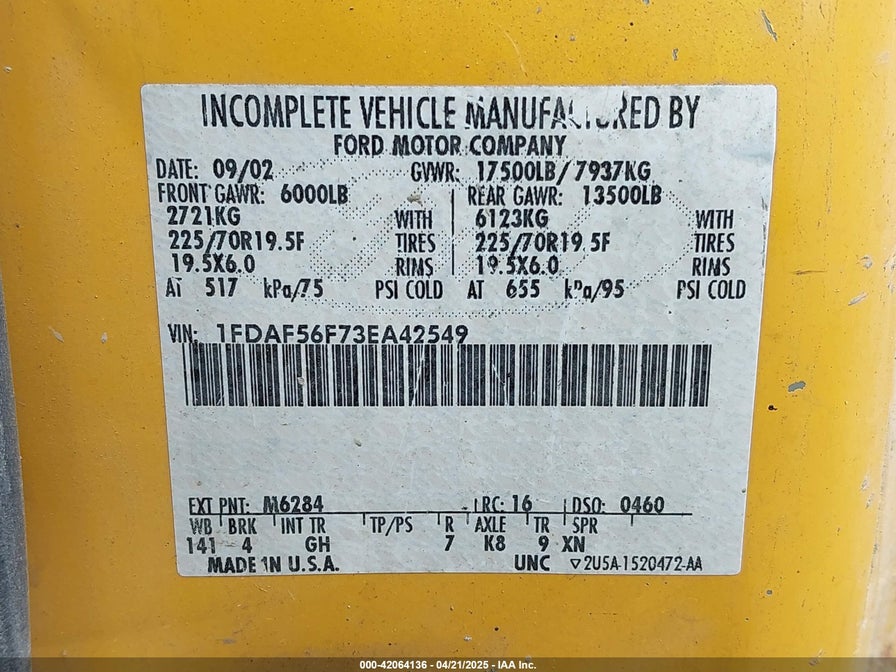 INCOMPLETE VEHICLE MANUFACTURED BY
FORD MOTOR COMPANY
DATE: 09/02 GVWR: 17500LB/7937KG
FRONT GAWR: 6000LB REAR GAWR: 13500LB
2721KG WITH 6123KG WITH
225/70R19.5F TIRES 225/70R19.5F TIRES
19.5X6.0 RIMS 19.5X6.0 RIMS
AT 517 kPa/75 PSI COLD AT 655 kPa/95 PSI COLD
VIN: 1FDAF56F73EA42549
EXT PNT: M6284 RC: 16 DSO: 0460
WB BRK INT TR TP/PS R AXLE TR SPR
141 4 GH 7 K8 9 XN
MADE IN U.S.A. UNC ▽2U5A-1520472-AA
000-42064136 - 04/21/2025 - IAA Inc.